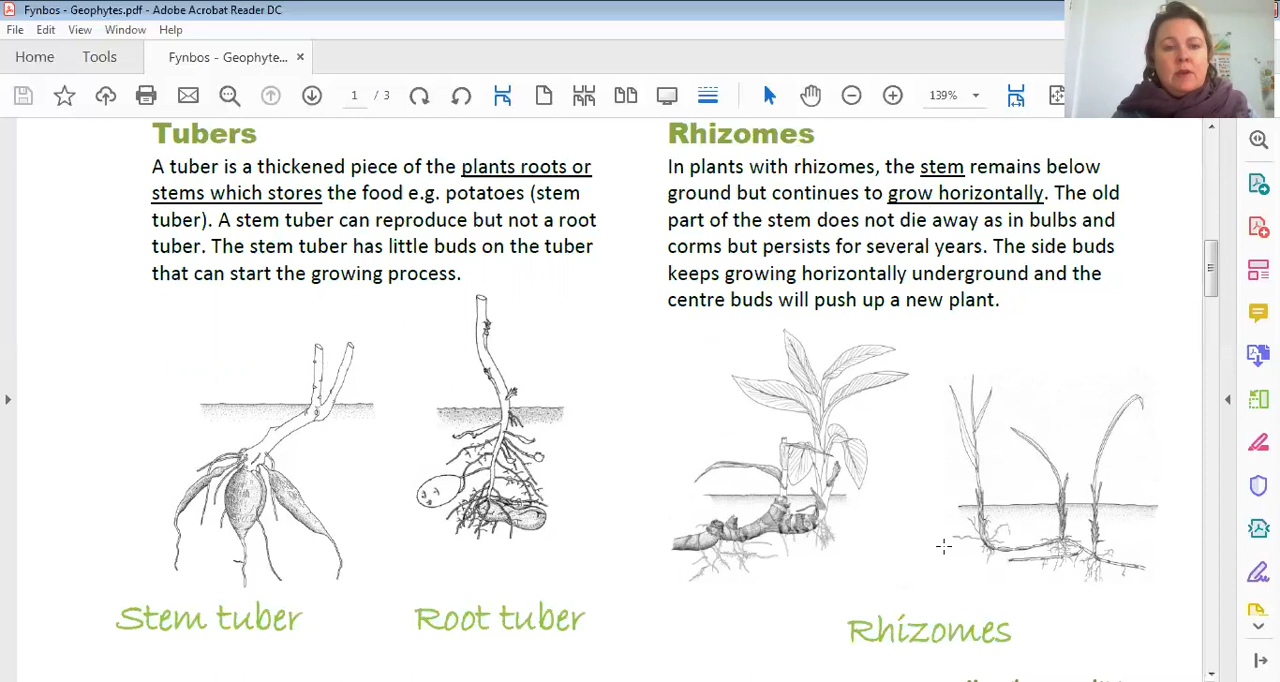 Fynbos - Geophytes.pdf - Adobe Acrobat Reader DC
File Edit View Window Help
Home Tools Fynbos - Geophyte... ×
1 / 3 139%
Tubers
A tuber is a thickened piece of the plants roots or
stems which stores the food e.g. potatoes (stem
tuber). A stem tuber can reproduce but not a root
tuber. The stem tuber has little buds on the tuber
that can start the growing process.
Stem tuber
Root tuber
Rhizomes
In plants with rhizomes, the stem remains below
ground but continues to grow horizontally. The old
part of the stem does not die away as in bulbs and
corms but persists for several years. The side buds
keeps growing horizontally underground and the
centre buds will push up a new plant.
Rhizomes